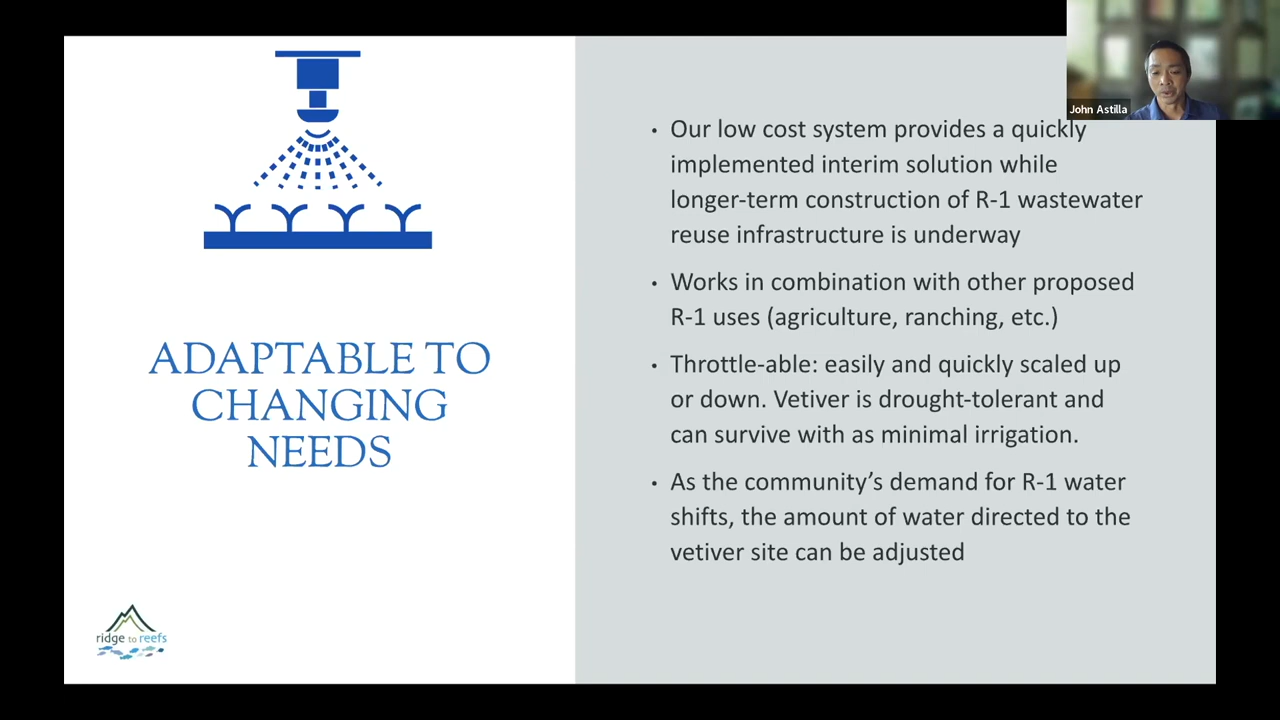 John Astilla
ADAPTABLE TO
CHANGING
NEEDS
• Our low cost system provides a quickly
implemented interim solution while
longer-term construction of R-1 wastewater
reuse infrastructure is underway
• Works in combination with other proposed
R-1 uses (agriculture, ranching, etc.)
• Throttle-able: easily and quickly scaled up
or down. Vetiver is drought-tolerant and
can survive with as minimal irrigation.
• As the community’s demand for R-1 water
shifts, the amount of water directed to the
vetiver site can be adjusted
ridge to reefs